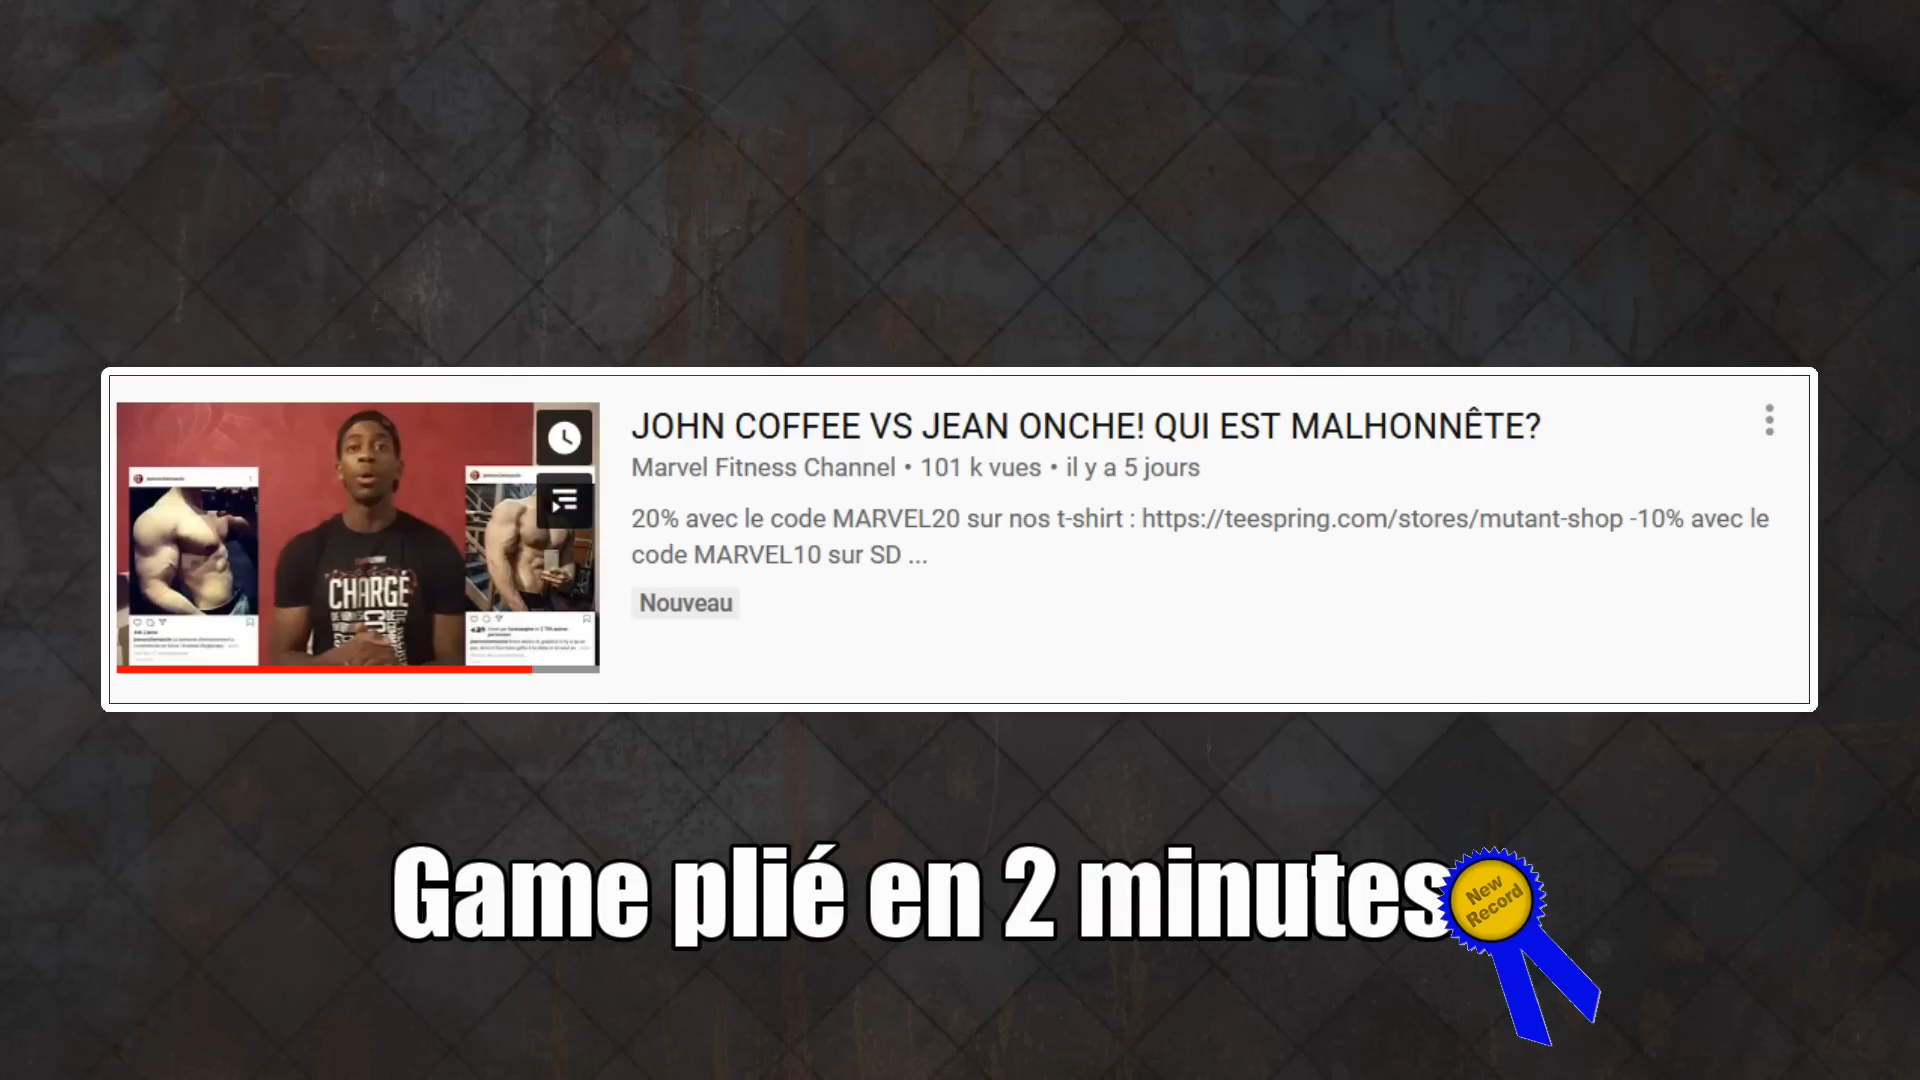 JOHN COFFEE VS JEAN ONCHE! QUI EST MALHONNÊTE?
Marvel Fitness Channel • 101 k vues • il y a 5 jours
20% avec le code MARVEL20 sur nos t-shirt : https://teespring.com/stores/mutant-shop -10% avec le
code MARVEL10 sur SD ...
Nouveau
CHARGÉ
Game plié en 2 minutes
New
Record